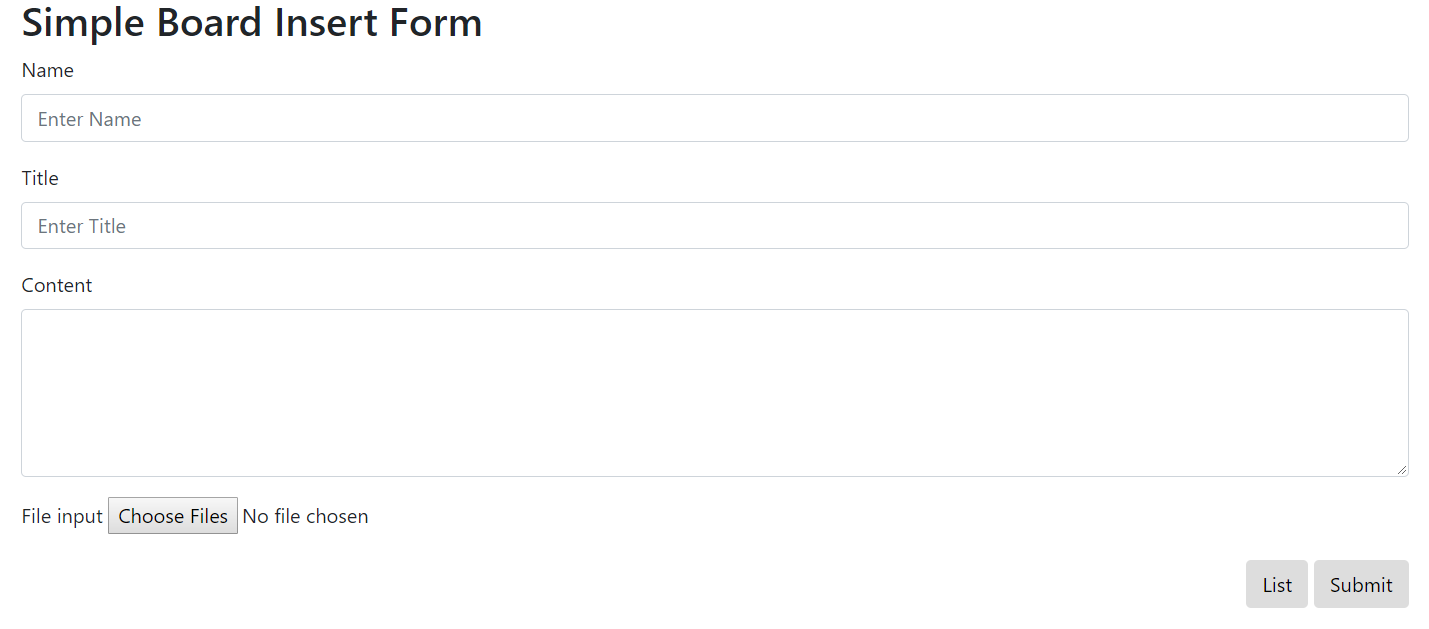 Simple Board Insert Form
Name
Enter Name
Title
Enter Title
Content
File input Choose Files No file chosen
List Submit